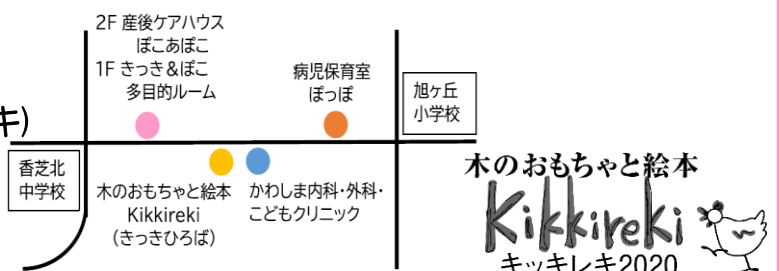 2F 産後ケアハウス
ぽこあぽこ
1F きっき&ぽこ
多目的ルーム
病児保育室
ぽっぽ
旭ヶ丘
小学校
キ)
香芝北
中学校
木のおもちゃと絵本
Kikkireki
(きっきひろば)
かわしま内科・外科・
こどもクリニック
木のおもちゃと絵本
Kikkireki
キッキレキ2020